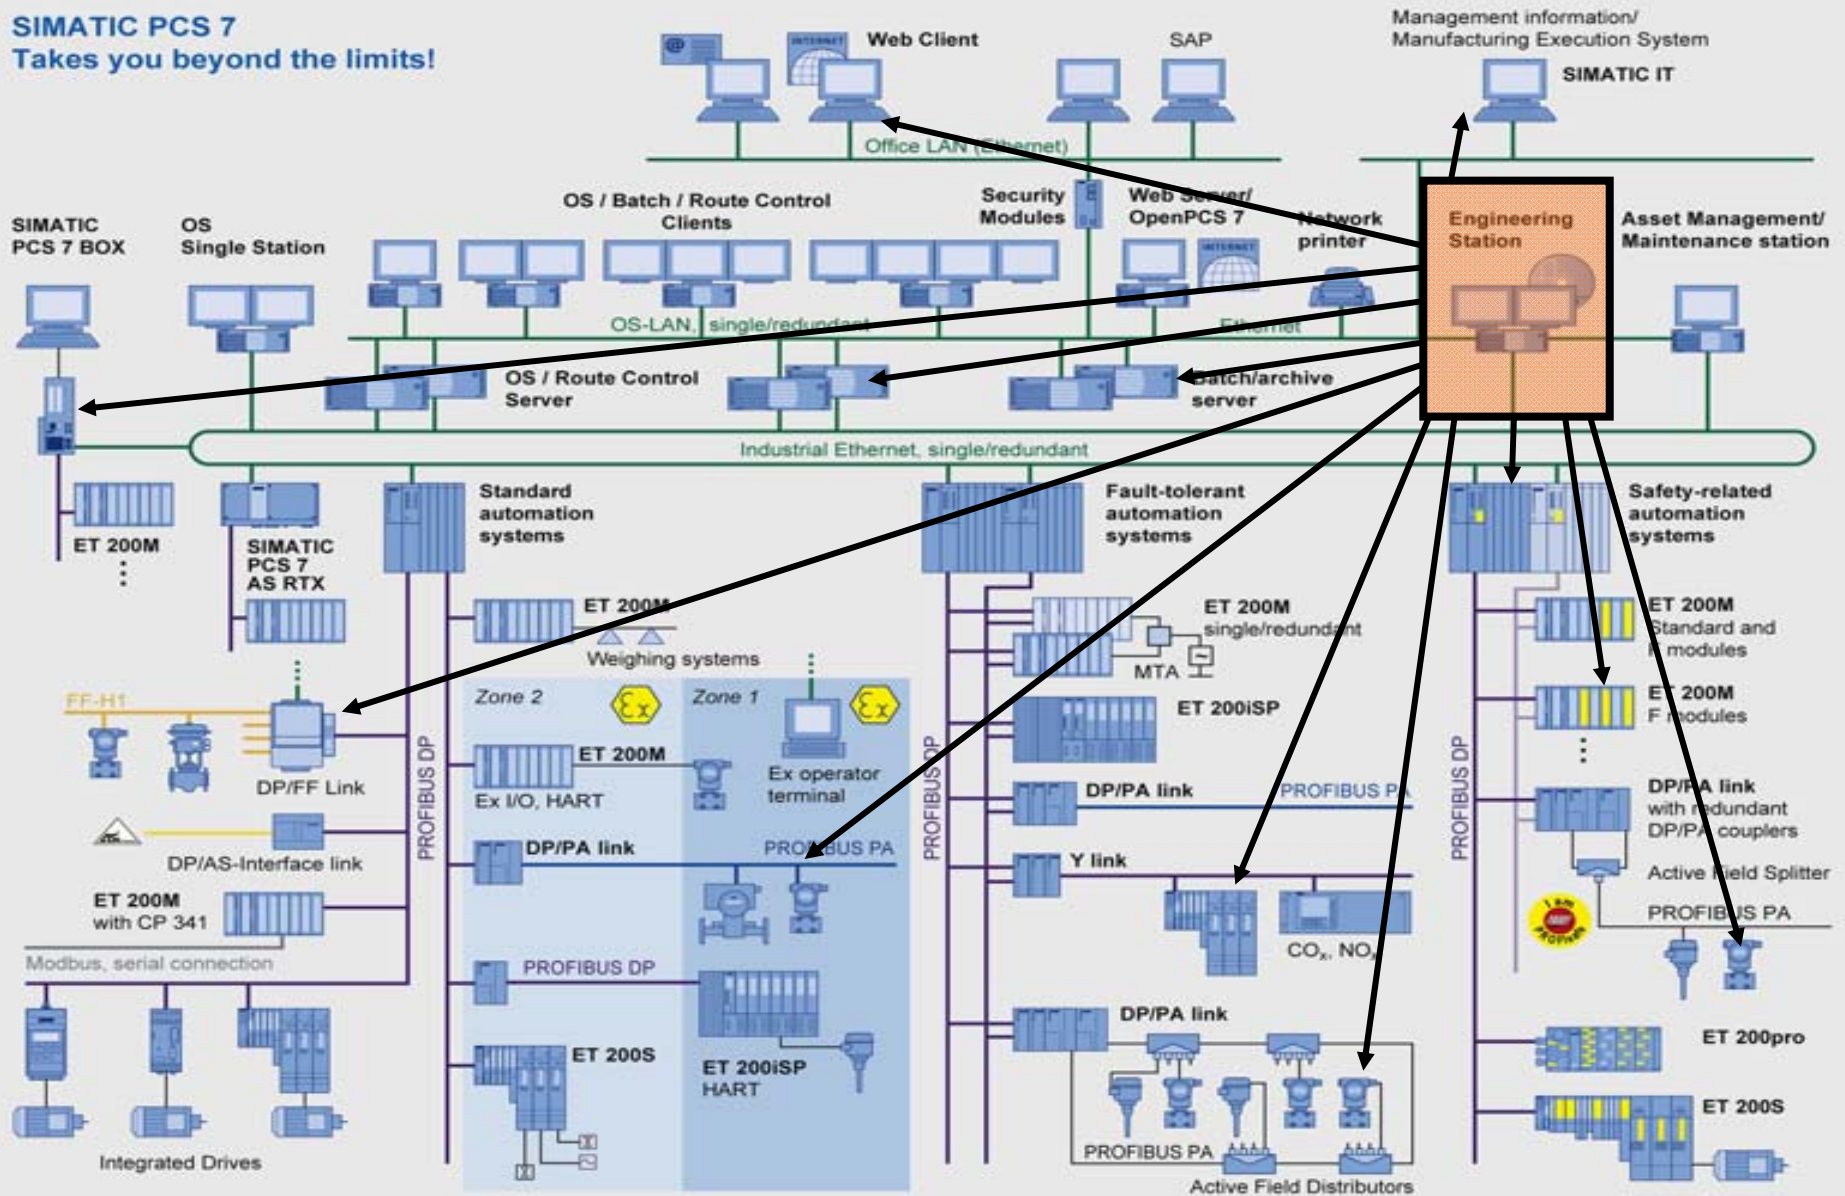 SIMATIC PCS 7
Takes you beyond the limits!
@
INTERNET
Web Client
SAP
Management information/
Manufacturing Execution System
SIMATIC IT
Office LAN (Ethernet)
SIMATIC
PCS 7 BOX
OS
Single Station
OS / Batch / Route Control
Clients
Security
Modules
Web Server/
OpenPCS 7
INTERNET
Network
printer
Engineering
Station
Asset Management/
Maintenance station
OS-LAN, single/redundant
Ethernet
OS / Route Control
Server
Batch/archive
server
Industrial Ethernet, single/redundant
ET 200M
SIMATIC
PCS 7
AS RTX
Standard
automation
systems
Fault-tolerant
automation
systems
Safety-related
automation
systems
ET 200M
Weighing systems
ET 200M
single/redundant
MTA
ET 200M
Standard and
F modules
FF-H1
DP/FF Link
PROFIBUS DP
Zone 2
Ex
Zone 1
Ex
ET 200M
Ex I/O, HART
Ex operator
terminal
ET 200iSP
PROFIBUS DP
DP/PA link
PROFIBUS PA
ET 200M
F modules
PROFIBUS DP
DP/PA link
with redundant
DP/PA couplers
DP/AS-Interface link
DP/PA link
PROFIBUS PA
Y link
Active Field Splitter
ET 200M
with CP 341
Modbus, serial connection
PROFIBUS DP
COx, NOx
I am
PROFIsafe
PROFIBUS PA
ET 200S
ET 200iSP
HART
DP/PA link
PROFIBUS PA
Active Field Distributors
ET 200pro
ET 200S
Integrated Drives